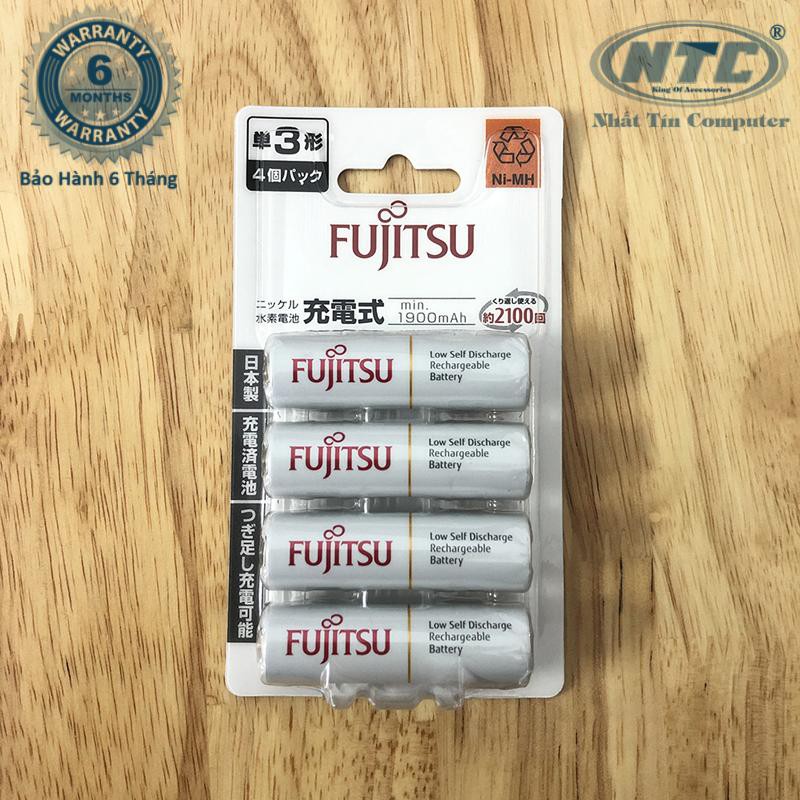 WARRANTY
6
MONTHS
WARRANTY
Bảo Hành 6 Tháng
NTC®
King Of Accessories
Nhất Tín Computer
単3形
4個パック
Ni-MH
FUJITSU
ニッケル
水素電池
充電式
min.
1900mAh
くり返し使える
約2100回
日本製
充電済電池
つぎ足し充電可能
FUJITSU
Low Self Discharge
Rechargeable
Battery
FUJITSU
Low Self Discharge
Rechargeable
Battery
FUJITSU
Low Self Discharge
Rechargeable
Battery
FUJITSU
Low Self Discharge
Rechargeable
Battery